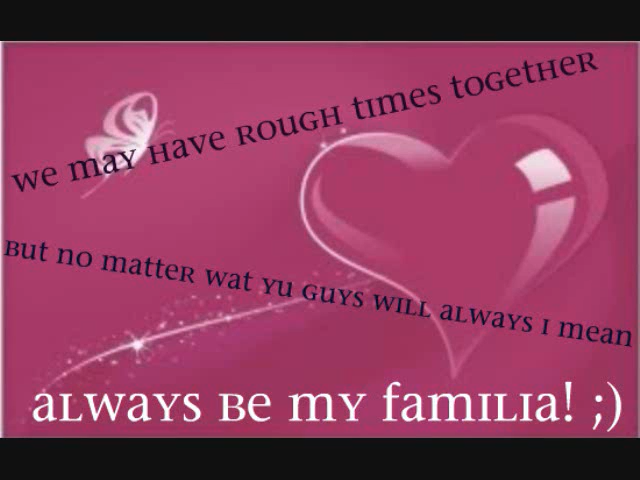 we may have rough times together
But no matter wat yu guys will always i mean
always be my familia! ;)